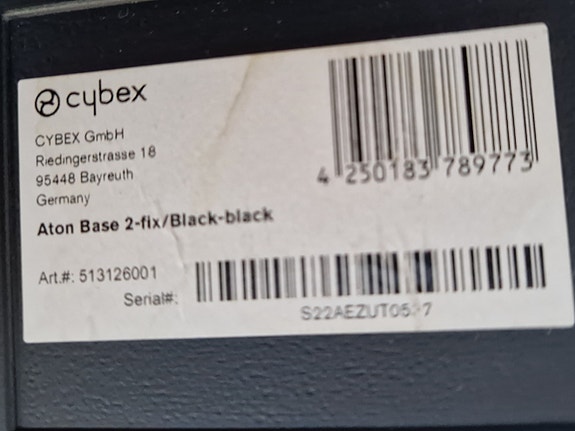 cybex
CYBEX GmbH
Riedingerstrasse 18
95448 Bayreuth
Germany
Aton Base 2-fix/Black-black
Art.#: 513126001
Serial#:
4 250183 789773